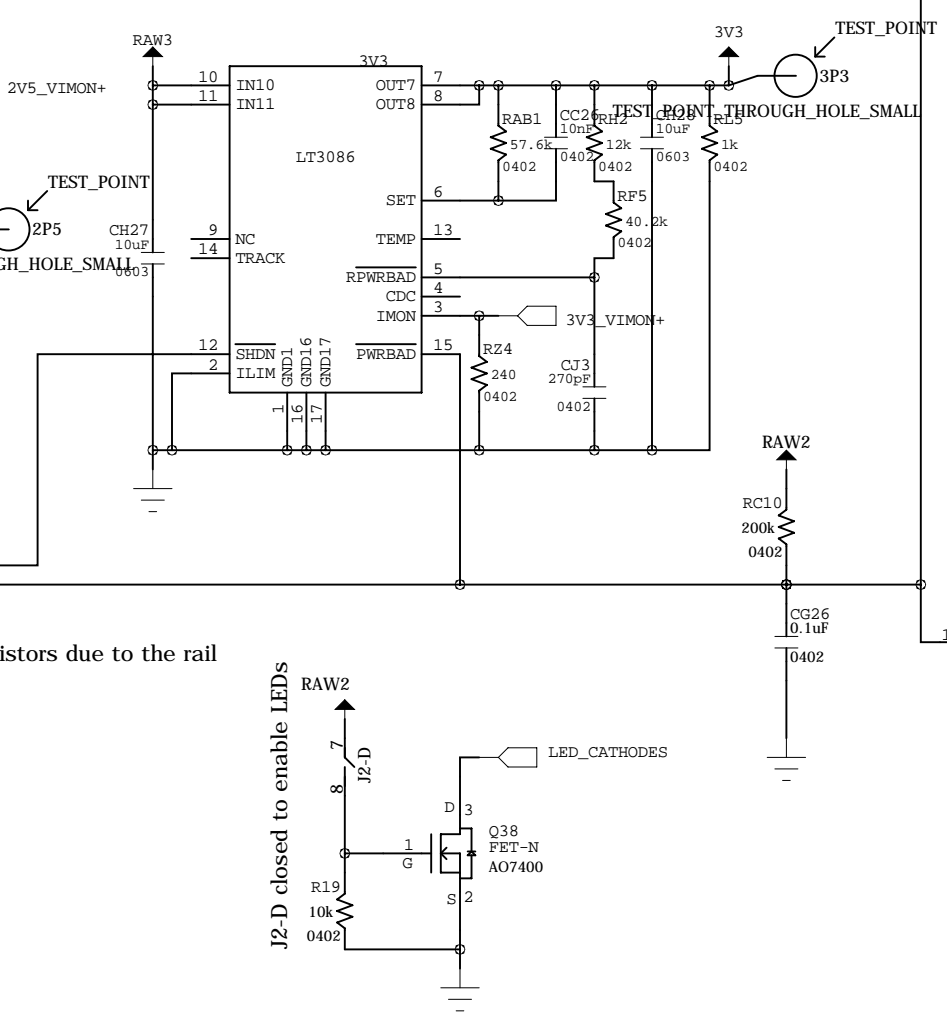 TEST_POINT
RAW3
3V3
3V3
3P3
2V5_VIMON+
10
IN10
OUT7
7
11
IN11
OUT8
8
TEST_POINT_THROUGH_HOLE_SMALL
RAB1
57.6k
0402
CC26
10nF
0402
RH2
12k
0402
CH28
10uF
0603
RL5
1k
0402
LT3086
TEST_POINT
2P5
GH_HOLE_SMALL
SET
6
RF5
40.2k
0402
CH27
10uF
0603
9
NC
14
TRACK
TEMP
13
RPWRBAD
5
CDC
4
IMON
3
3V3_VIMON+
12
SHDN
2
ILIM
GND1
GND16
GND17
PWRBAD
15
1
16
17
RZ4
240
0402
CJ3
270pF
0402
RAW2
RC10
200k
0402
CG26
0.1uF
0402
1
istors due to the rail
J2-D closed to enable LEDs
RAW2
7
J2-D
8
LED_CATHODES
D
3
1
G
Q38
FET-N
AO7400
S
2
R19
10k
0402